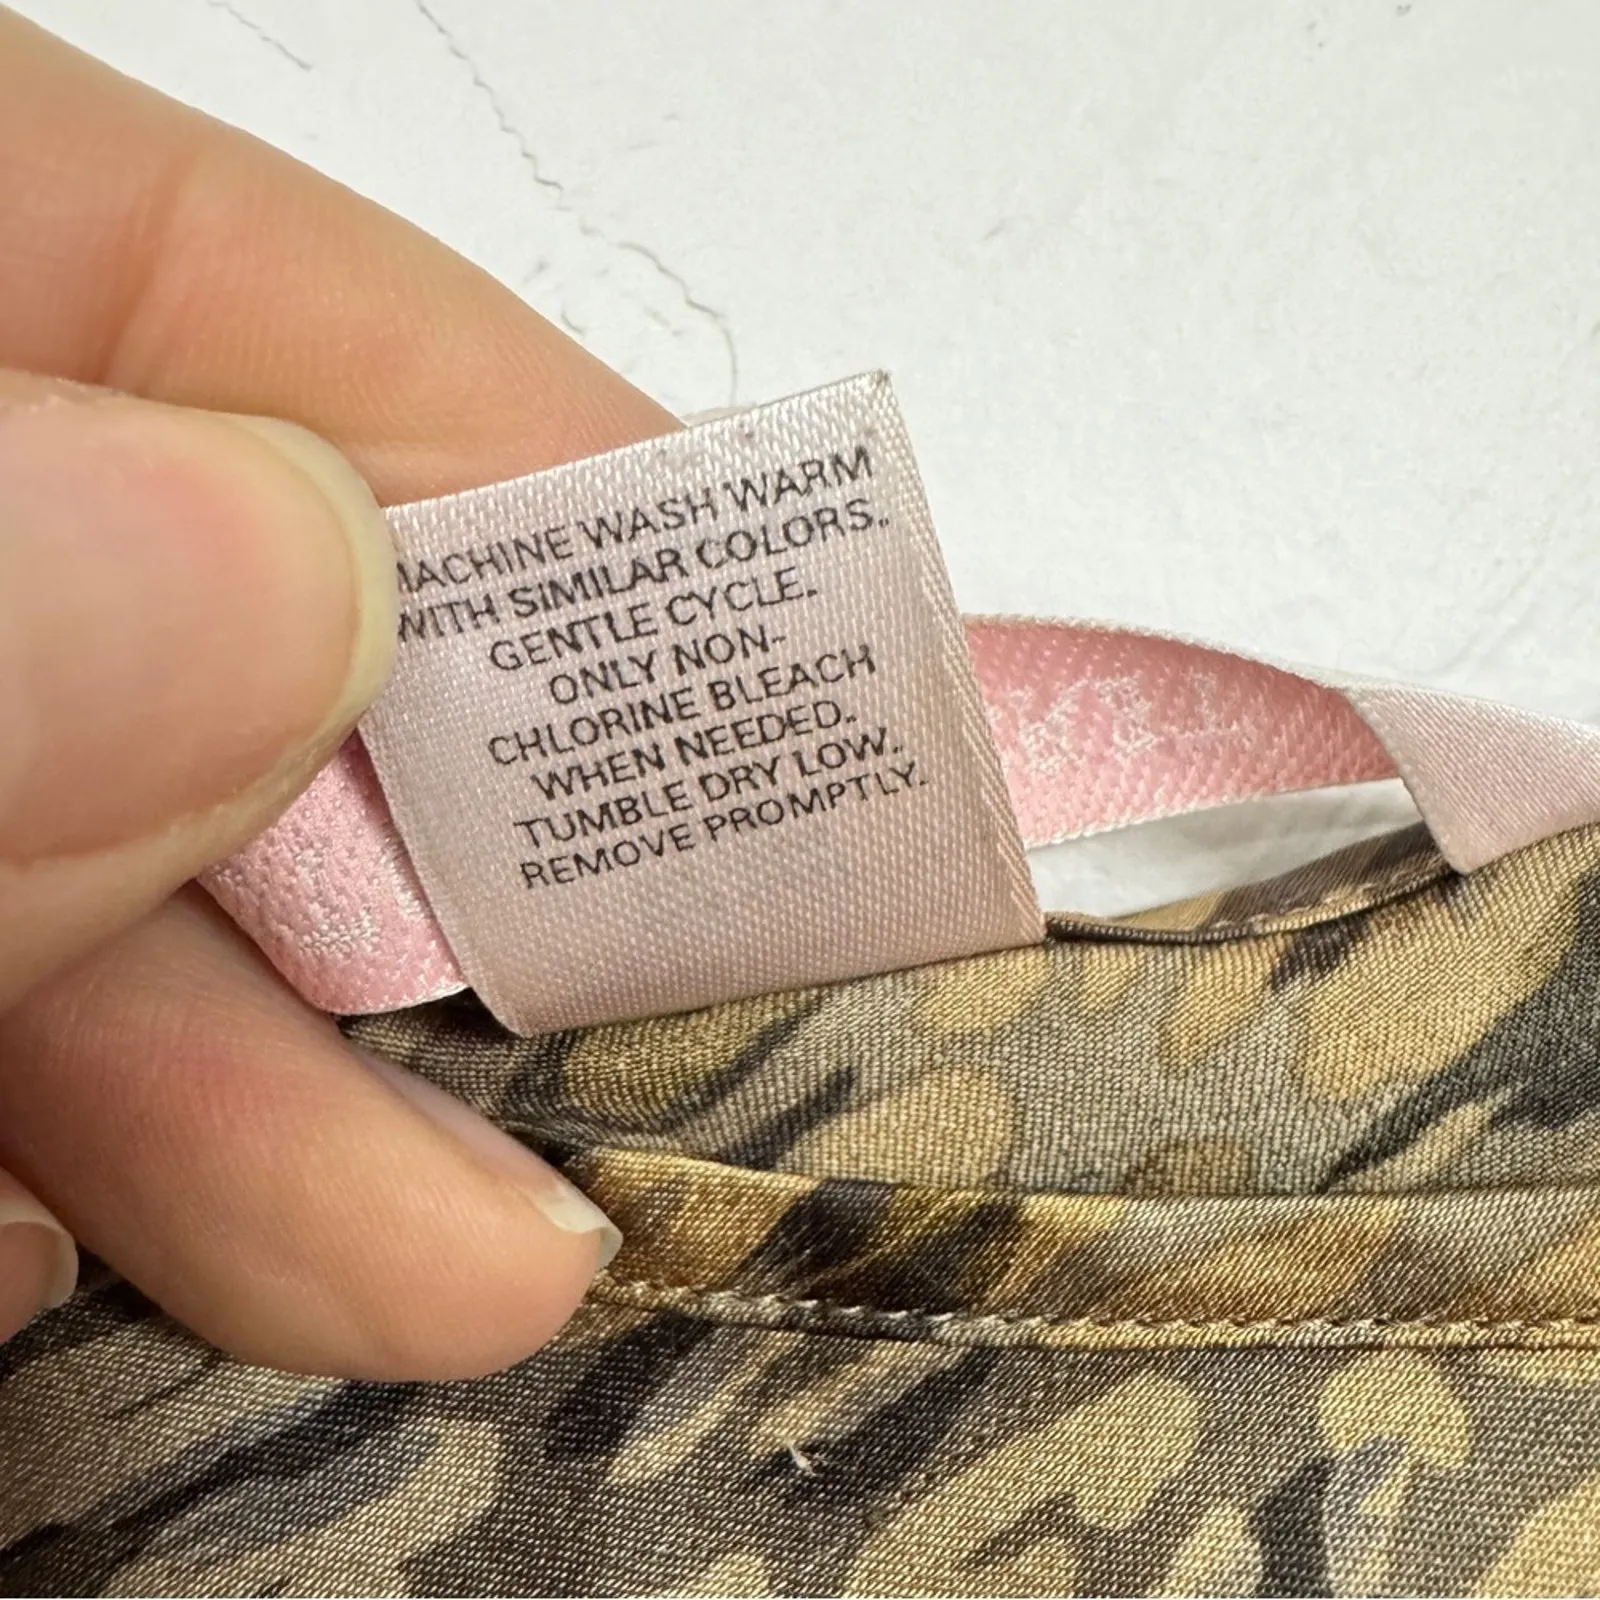 MACHINE WASH WARM
WITH SIMILAR COLORS.
GENTLE CYCLE.
ONLY NON-
CHLORINE BLEACH
WHEN NEEDED.
TUMBLE DRY LOW.
REMOVE PROMPTLY.